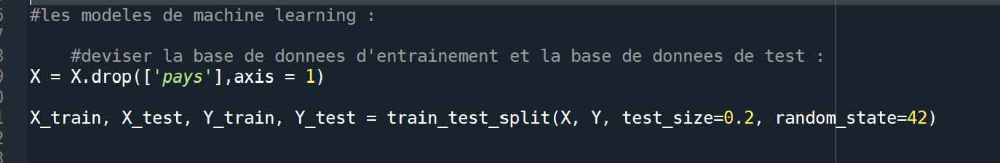 #les modeles de machine learning :
#deviser la base de donnees d'entrainement et la base de donnees de test :
X = X.drop(['pays'],axis = 1)
X_train, X_test, Y_train, Y_test = train_test_split(X, Y, test_size=0.2, random_state=42)